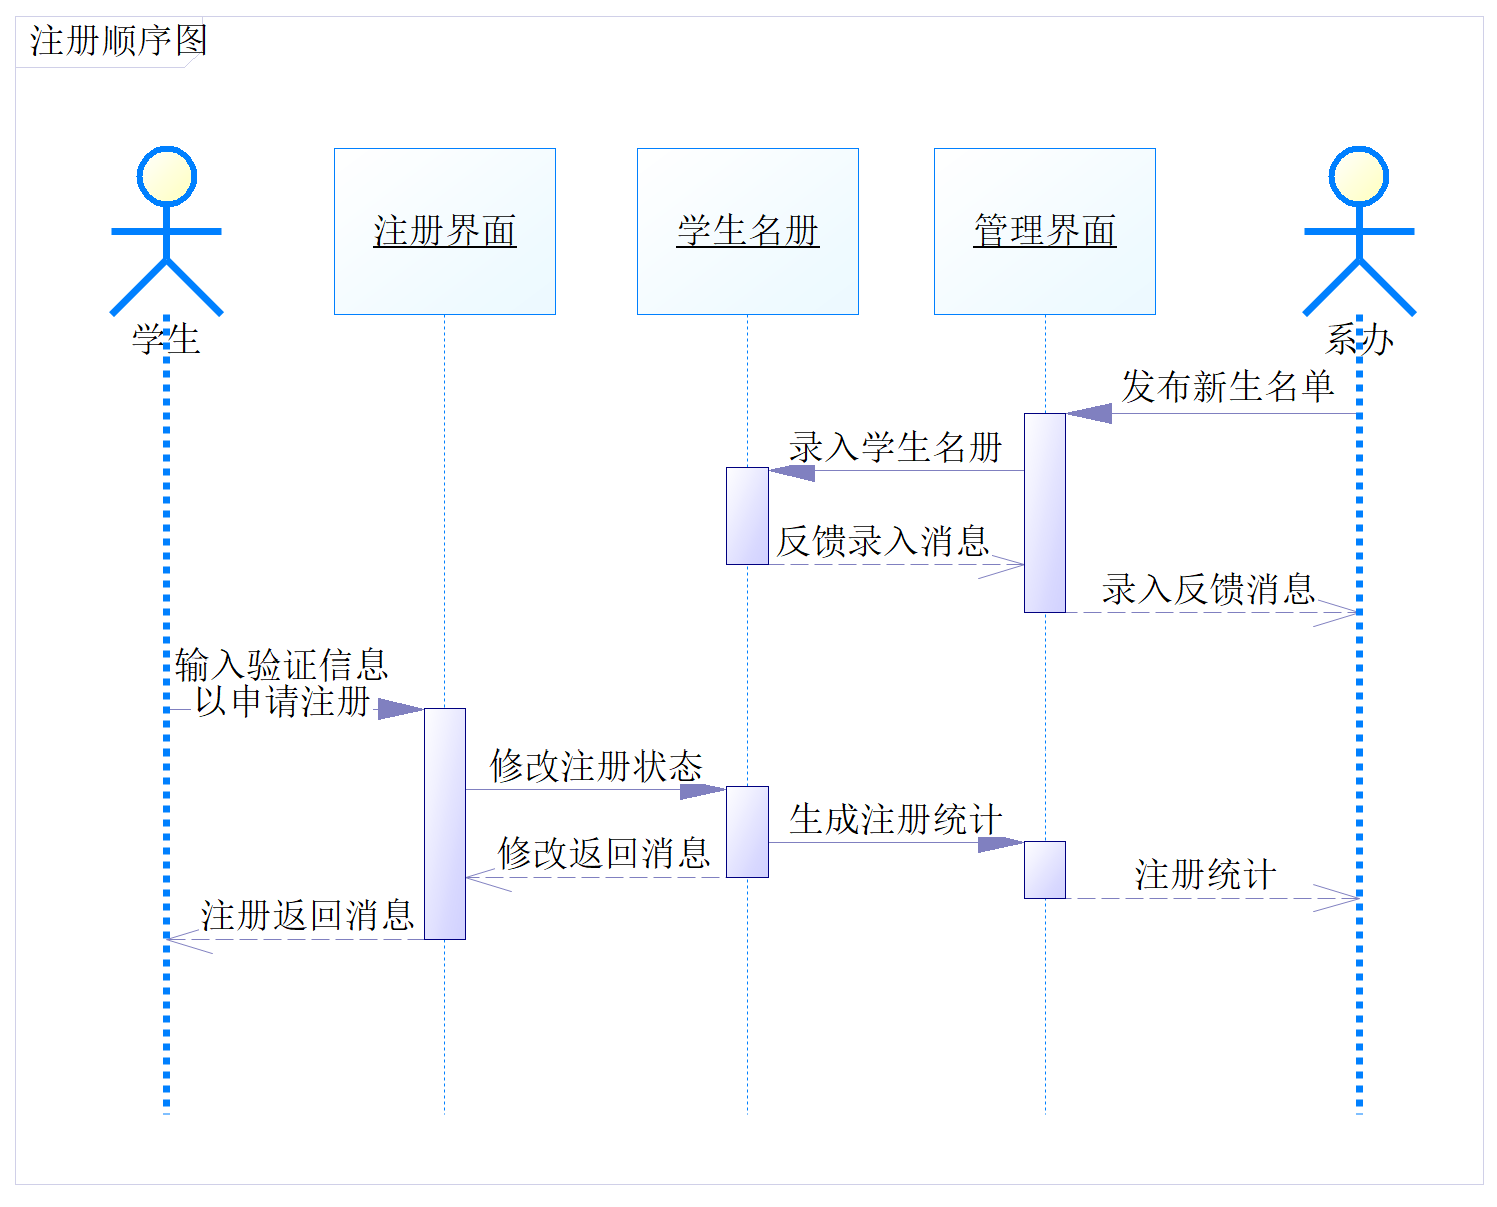 注册顺序图
注册界面
学生名册
管理界面
学生
系办
发布新生名单
录入学生名册
反馈录入消息
录入反馈消息
输入验证信息
以申请注册
修改注册状态
生成注册统计
修改返回消息
注册统计
注册返回消息